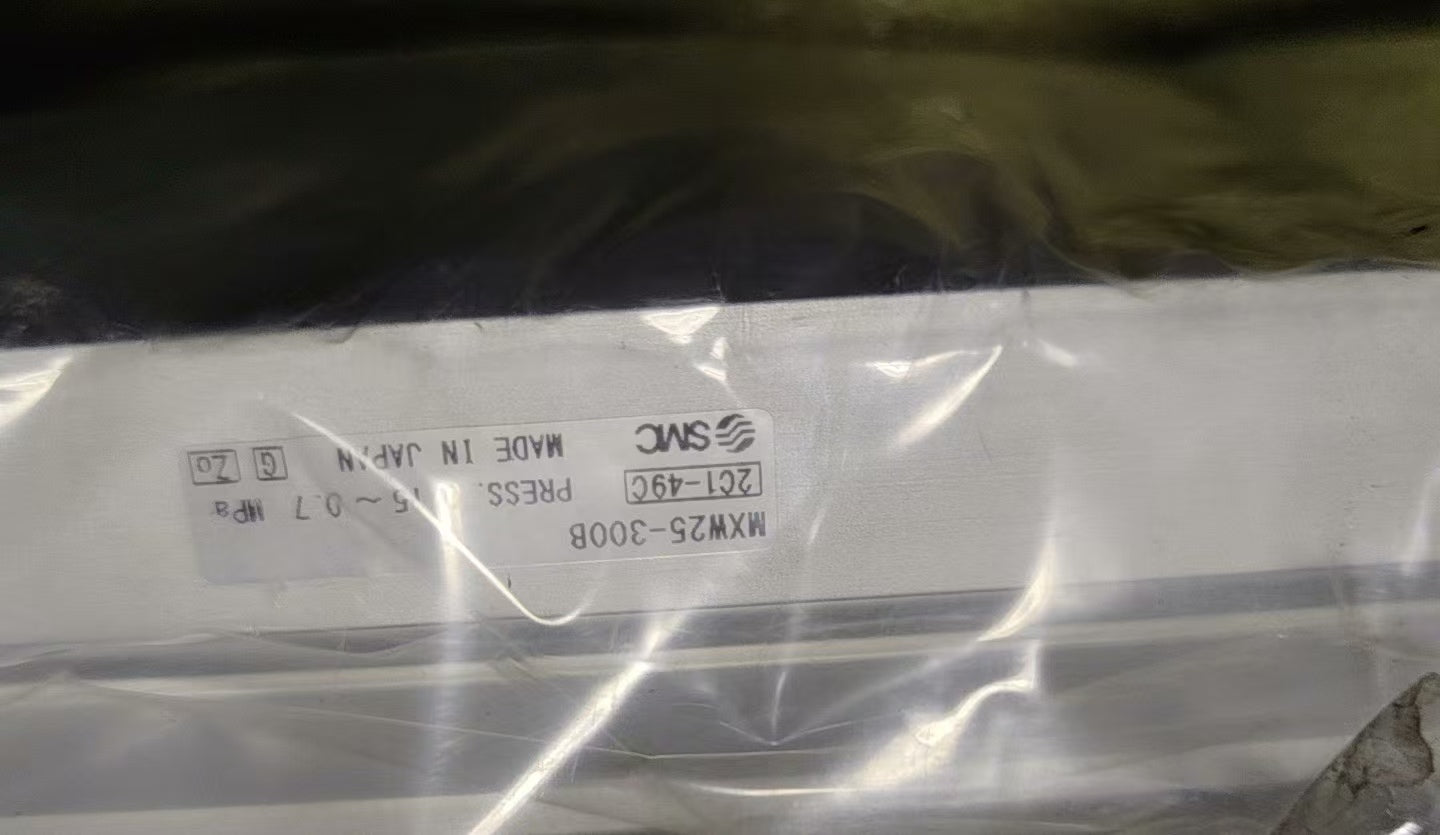 MXW25-300B
2C1-49C PRESS. 15~0.7 MPa
SMC MADE IN JAPAN G Zo